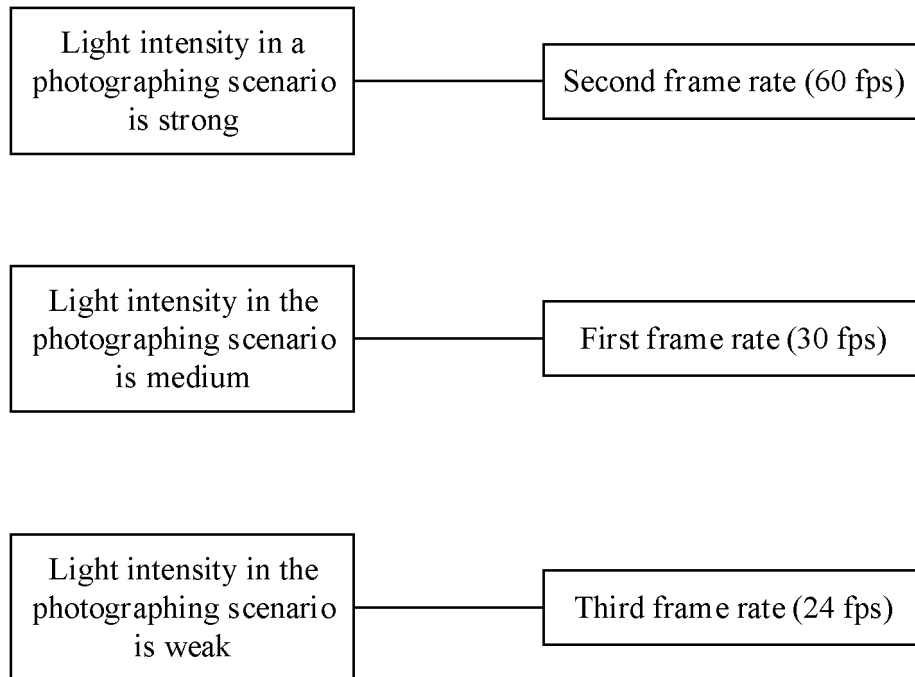 Light intensity in a
photographing scenario
is strong
Second frame rate (60 fps)
Light intensity in the
photographing scenario
is medium
First frame rate (30 fps)
Light intensity in the
photographing scenario
is weak
Third frame rate (24 fps)